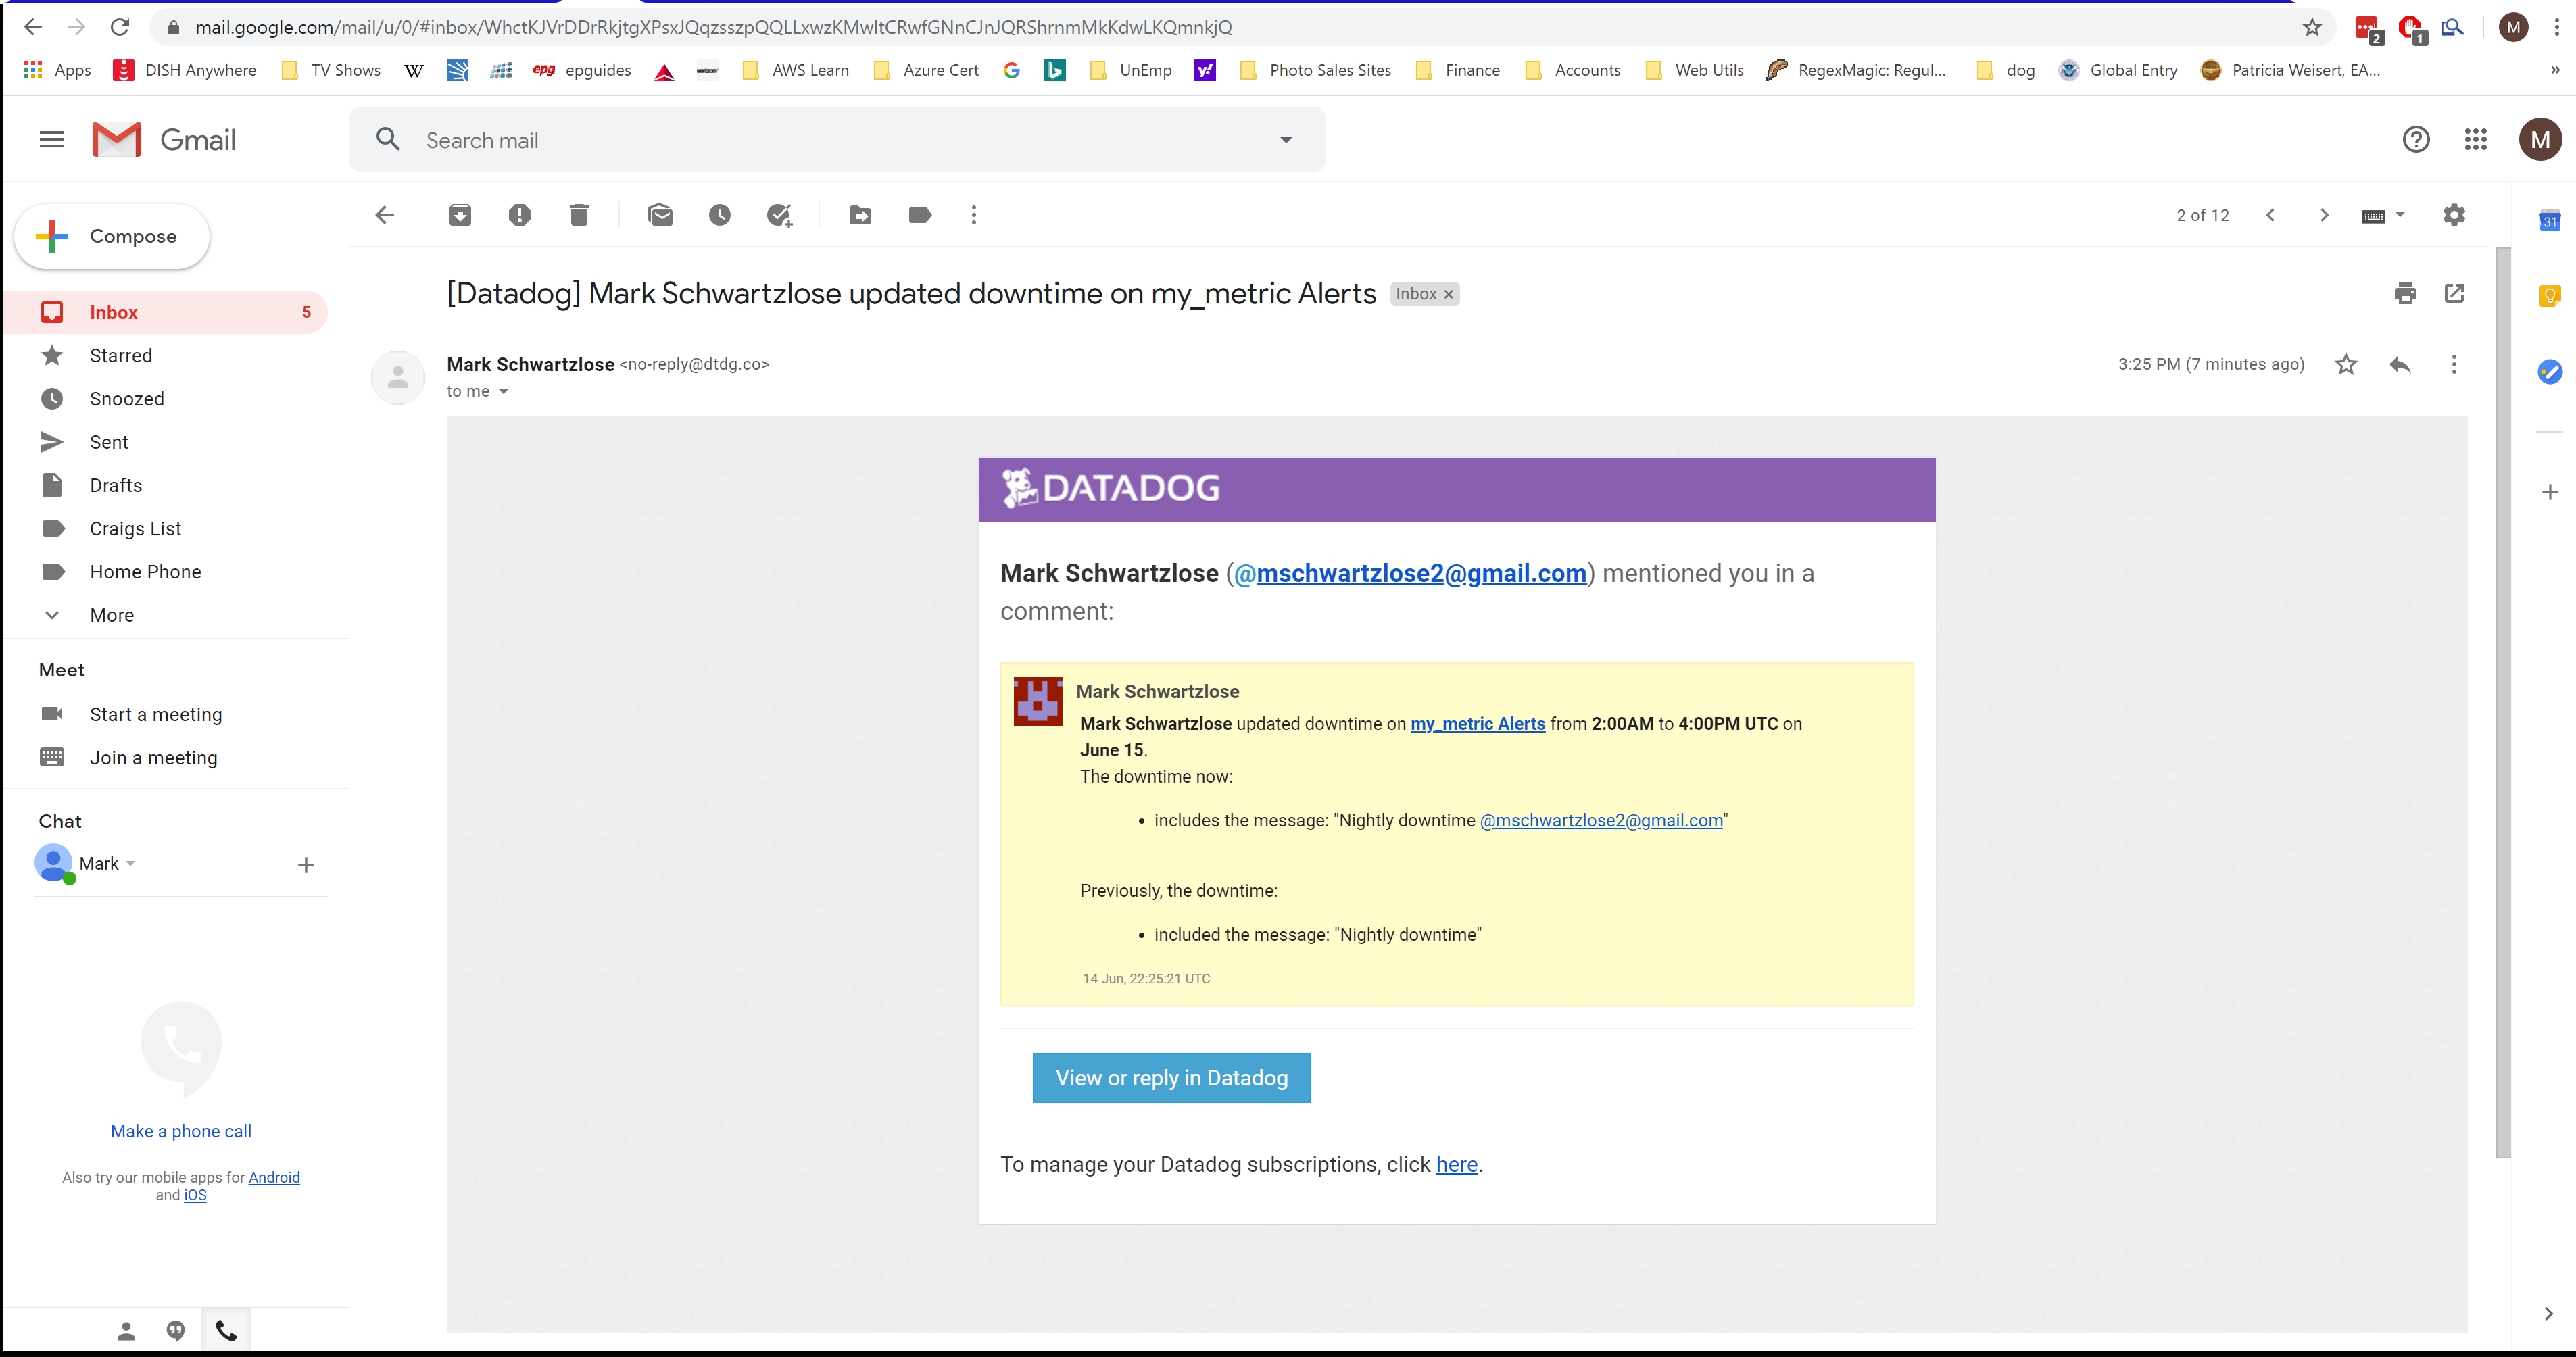 mail.google.com/mail/u/0/#inbox/WhctKJVrDDrRkjtgXPsxJQqzsszpQQLLxwzKMwltCRwfGNnCJnJQRShrnmMkKdwLKQmnkjQ
2
1
M
Apps
DISH Anywhere
TV Shows
W
epg epguides
AWS Learn
Azure Cert
G
b
UnEmp
y!
Photo Sales Sites
Finance
Accounts
Web Utils
RegexMagic: Regul...
dog
Global Entry
Patricia Weisert, EA...
»
Gmail
Search mail
M
Compose
2 of 12
31
Inbox 5
Starred
Snoozed
Sent
Drafts
Craigs List
Home Phone
More
Meet
Start a meeting
Join a meeting
Chat
Mark
Make a phone call
Also try our mobile apps for Android
and iOS
[Datadog] Mark Schwartzlose updated downtime on my_metric Alerts Inbox x
Mark Schwartzlose <no-reply@dtdg.co>
3:25 PM (7 minutes ago)
to me
DATADOG
Mark Schwartzlose (@mschwartzlose2@gmail.com) mentioned you in a
comment:
Mark Schwartzlose
Mark Schwartzlose updated downtime on my_metric Alerts from 2:00AM to 4:00PM UTC on
June 15.
The downtime now:
• includes the message: "Nightly downtime @mschwartzlose2@gmail.com"
Previously, the downtime:
• included the message: "Nightly downtime"
14 Jun, 22:25:21 UTC
View or reply in Datadog
To manage your Datadog subscriptions, click here.